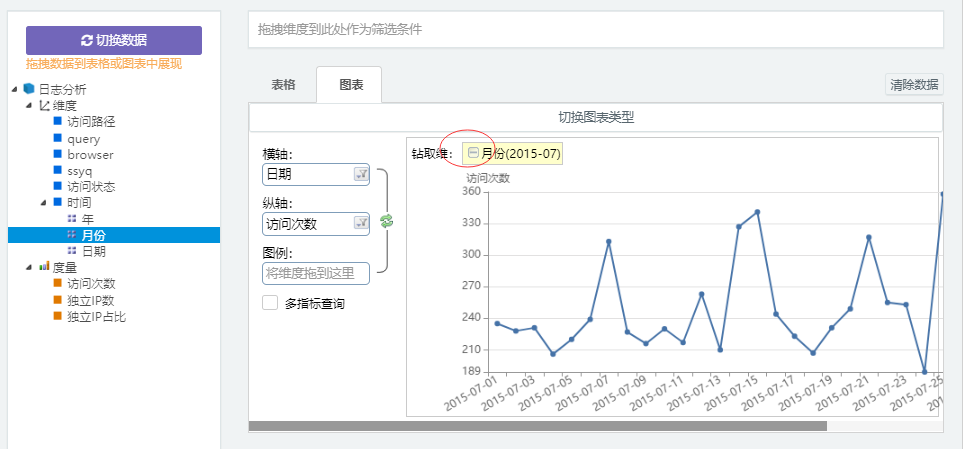 切换数据
拖拽数据到表格或图表中展现
日志分析
维度
访问路径
query
browser
ssyq
访问状态
时间
年
月份
日期
度量
访问次数
独立IP数
独立IP占比
拖拽维度到此处作为筛选条件
表格
图表
清除数据
切换图表类型
横轴：
日期
纵轴：
访问次数
图例：
将维度拖到这里
多指标查询
钻取维：
月份(2015-07)
访问次数
360
330
300
270
240
210
189
2015-07-01
2015-07-03
2015-07-05
2015-07-07
2015-07-09
2015-07-11
2015-07-13
2015-07-15
2015-07-17
2015-07-19
2015-07-21
2015-07-23
2015-07-25